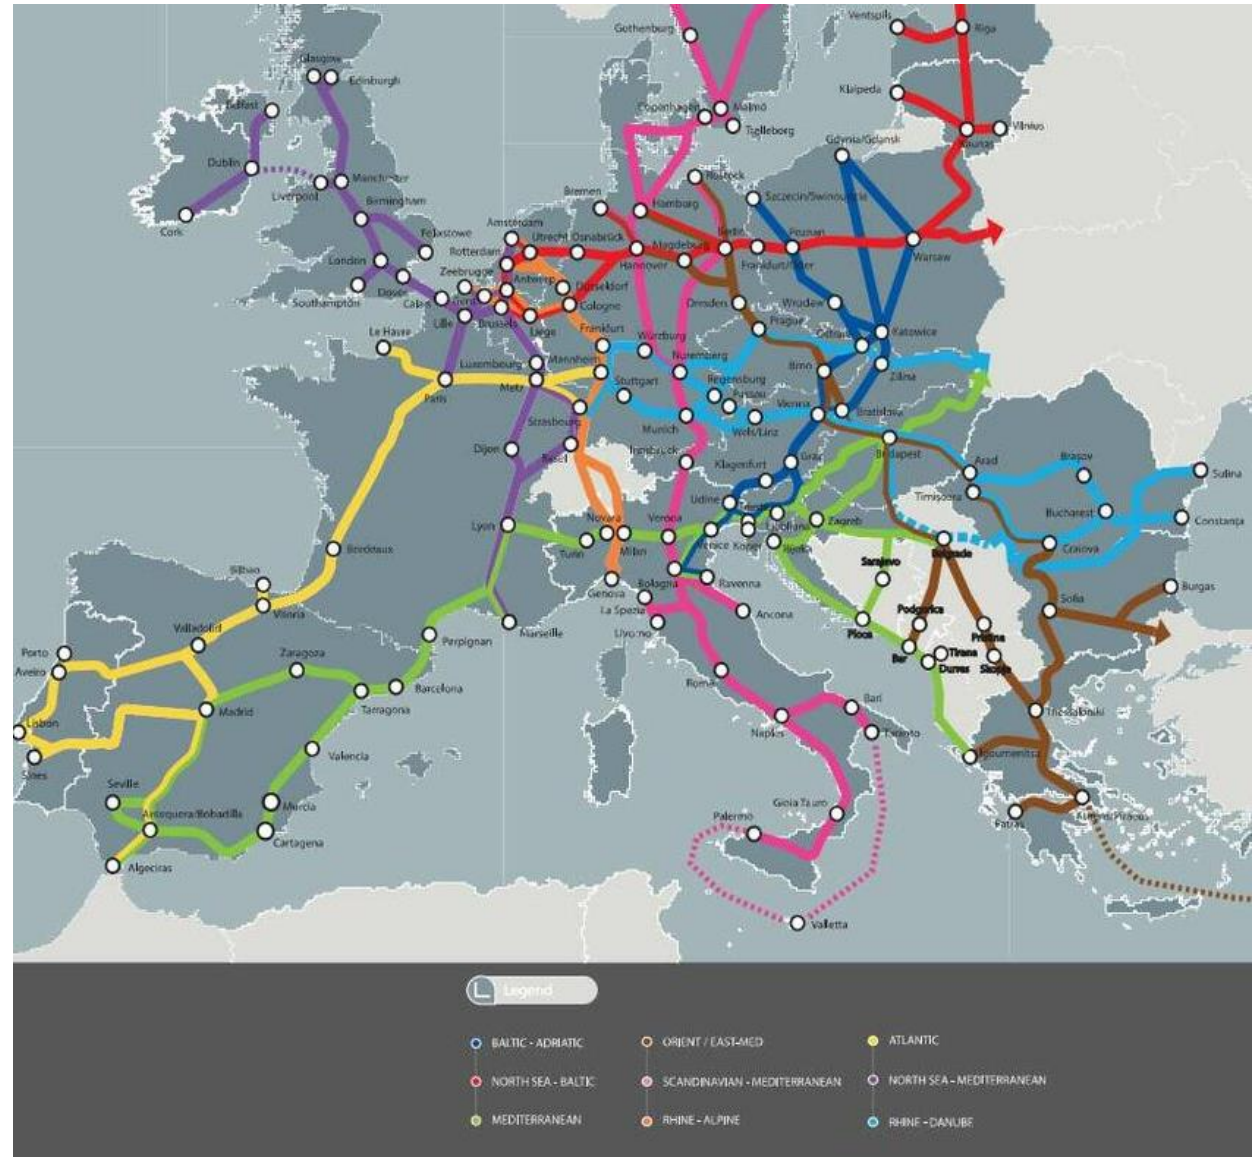 Ventspils
Riga
Gothenburg
Glasgow
Edinburgh
Klaipeda
Vilnius
Kaunas
Belfast
Copenhagen
Malmö
Trelleborg
Gdynia/Gdansk
Dublin
Liverpool
Manchester
Birmingham
Cork
Bremen
Hamburg
Rostock
Szczecin/Swinoujscie
Felixstowe
Amsterdam
Rotterdam
Utrecht
Osnabrück
Hannover
Magdeburg
Berlin
Frankfurt/Oder
Poznan
Warsaw
London
Southampton
Dover
Calais
Zeebrugge
Antwerp
Düsseldorf
Cologne
Lille
Brussels
Liège
Dresden
Wroclaw
Katowice
Le Havre
Paris
Luxembourg
Metz
Mannheim
Frankfurt
Würzburg
Nuremberg
Prague
Ostrava
Brno
Zilina
Strasbourg
Stuttgart
Regensburg
Passau
Wels/Linz
Vienna
Bratislava
Munich
Dijon
Basel
Innsbruck
Klagenfurt
Graz
Budapest
Arad
Timişoara
Braşov
Bucharest
Sulina
Constanţa
Craiova
Lyon
Turin
Novara
Milan
Verona
Udine
Venice
Koper
Ljubljana
Zagreb
Rijeka
Belgrade
Bordeaux
Bilbao
Vitoria
Genova
La Spezia
Livorno
Bologna
Ravenna
Ancona
Sarajevo
Ploce
Podgorica
Bar
Pristina
Tirana
Durres
Skopje
Sofia
Burgas
Marseille
Perpignan
Valladolid
Porto
Aveiro
Zaragoza
Barcelona
Tarragona
Madrid
Lisbon
Sines
Valencia
Roma
Naples
Bari
Taranto
Thessaloniki
Igoumenitsa
Seville
Antequera/Bobadilla
Murcia
Cartagena
Algeciras
Gioia Tauro
Palermo
Valletta
Patras
Athens/Piraeus
Legend
BALTIC - ADRIATIC
ORIENT / EAST-MED
ATLANTIC
NORTH SEA - BALTIC
SCANDINAVIAN - MEDITERRANEAN
NORTH SEA - MEDITERRANEAN
MEDITERRANEAN
RHINE - ALPINE
RHINE - DANUBE